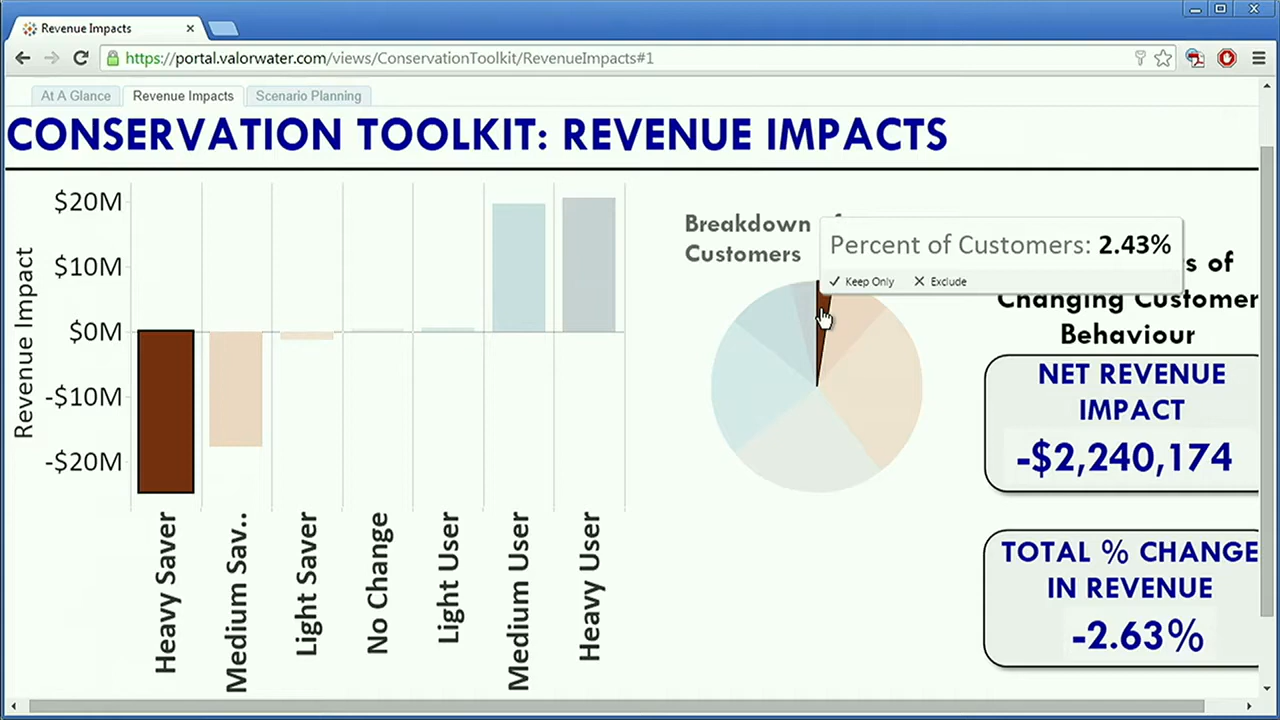 Revenue Impacts
https://portal.valorwater.com/views/ConservationToolkit/RevenueImpacts#1
At A Glance
Revenue Impacts
Scenario Planning
CONSERVATION TOOLKIT: REVENUE IMPACTS
Revenue Impact
$20M
$10M
$0M
-$10M
-$20M
Heavy Saver
Medium Sav..
Light Saver
No Change
Light User
Medium User
Heavy User
Breakdown
Customers
Percent of Customers: 2.43%
Keep Only
Exclude
s of
Changing Customer
Behaviour
NET REVENUE
IMPACT
-$2,240,174
TOTAL % CHANGE
IN REVENUE
-2.63%